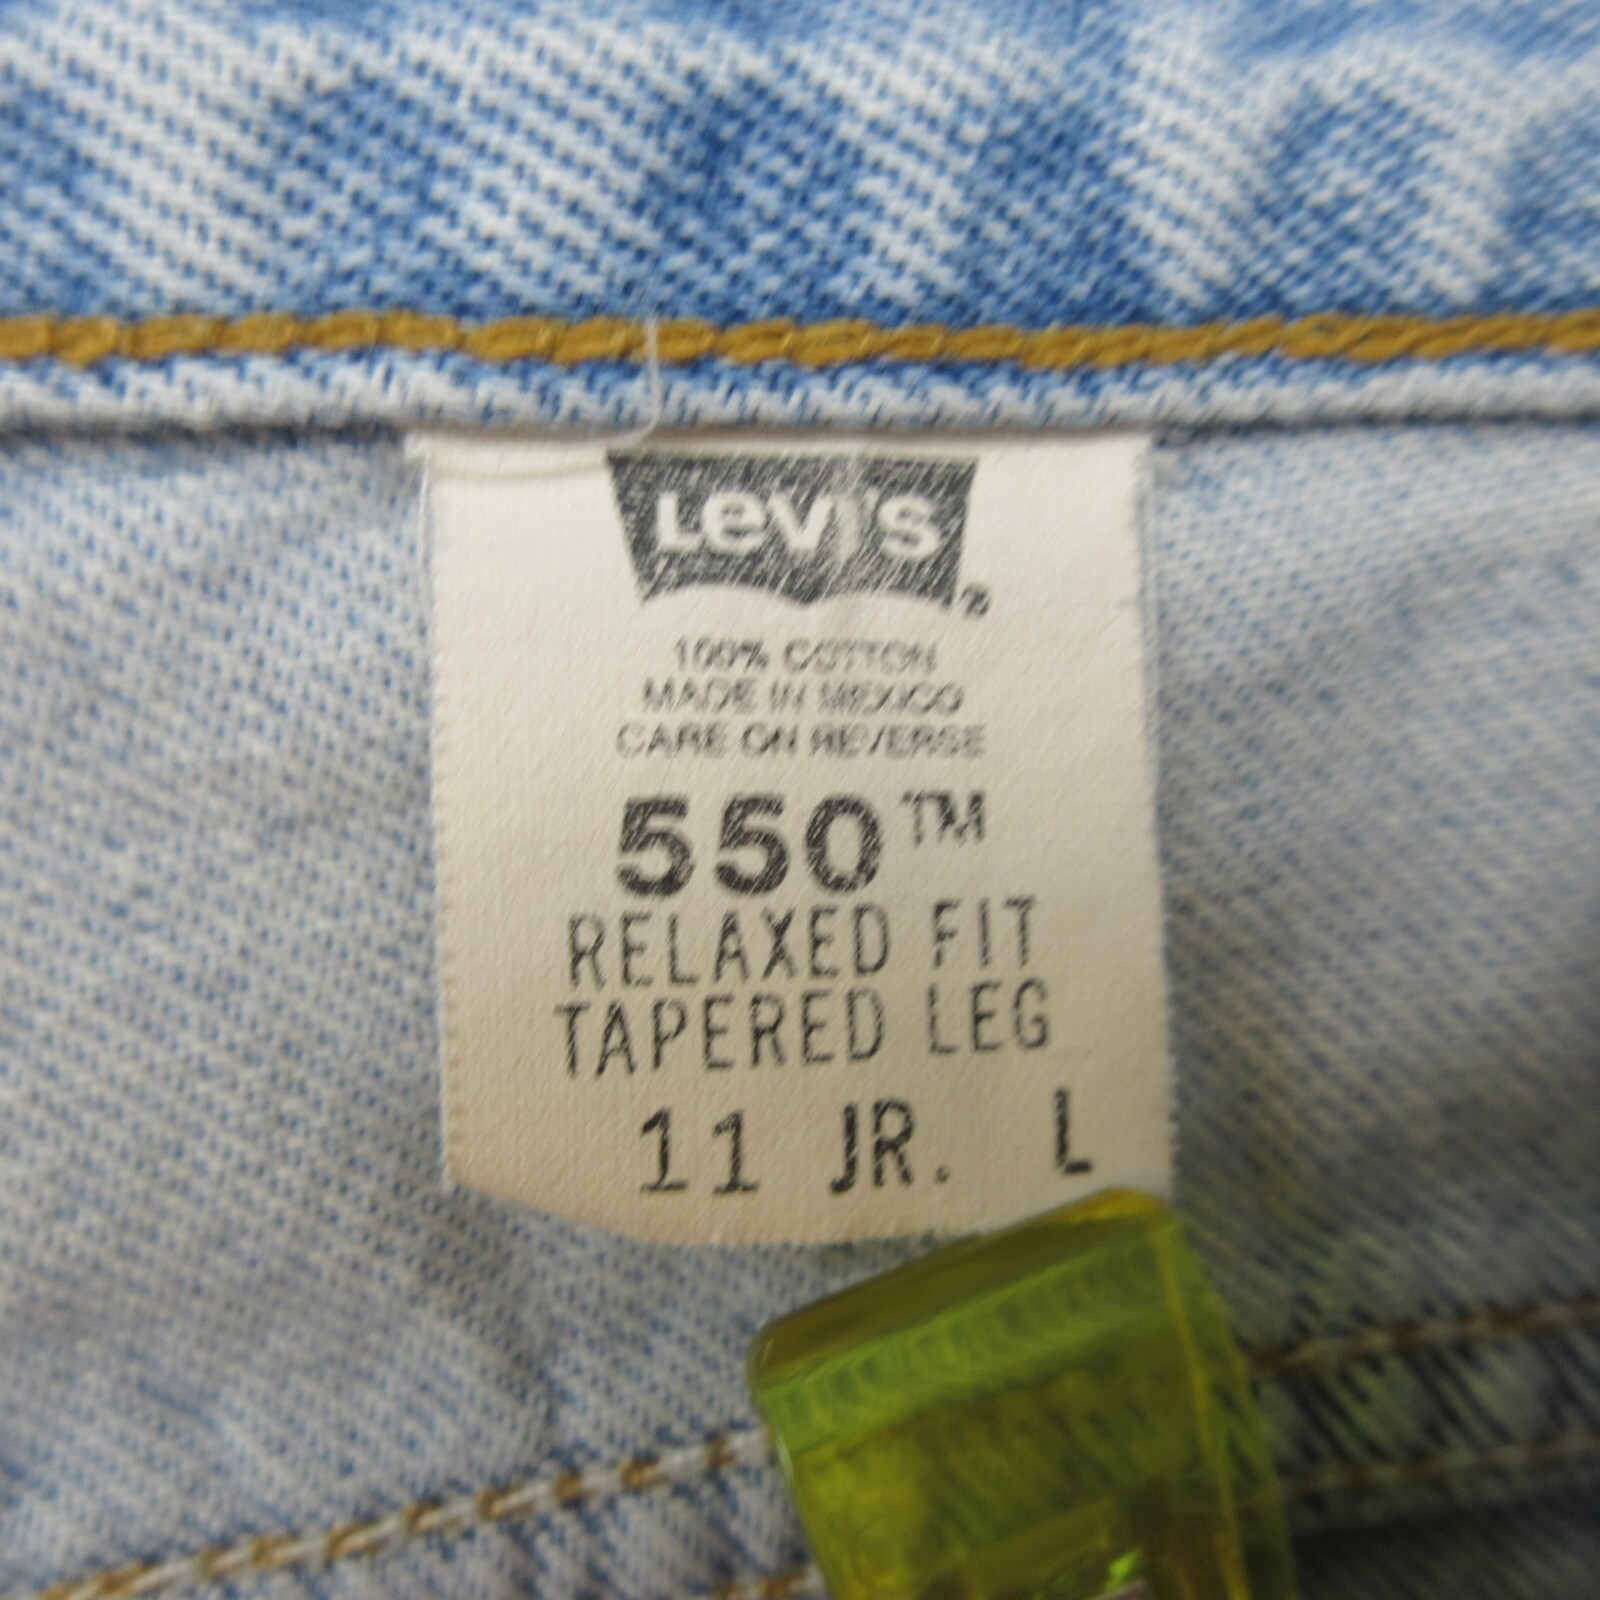 Levi's®
100% COTTON
MADE IN MEXICO
CARE ON REVERSE
550™
RELAXED FIT
TAPERED LEG
11 JR. L